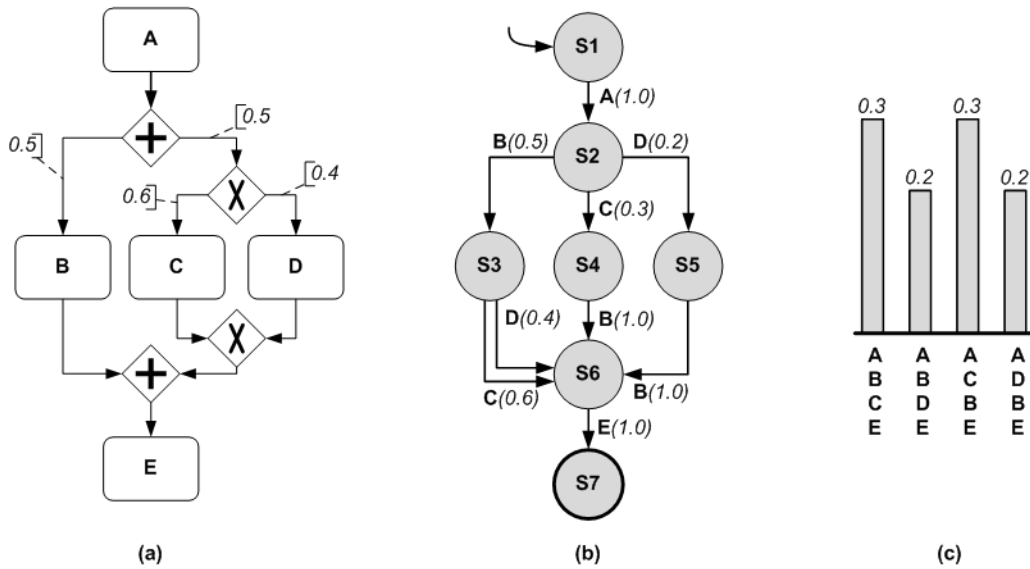 A
0.5
0.5
0.4
0.6
B
C
D
E
(a)
S1
A(1.0)
B(0.5)
S2
D(0.2)
C(0.3)
S3
S4
S5
D(0.4)
B(1.0)
S6
C(0.6)
B(1.0)
E(1.0)
S7
(b)
0.3
0.2
0.3
0.2
A A A A
B B C D
C D B B
E E E E
(c)